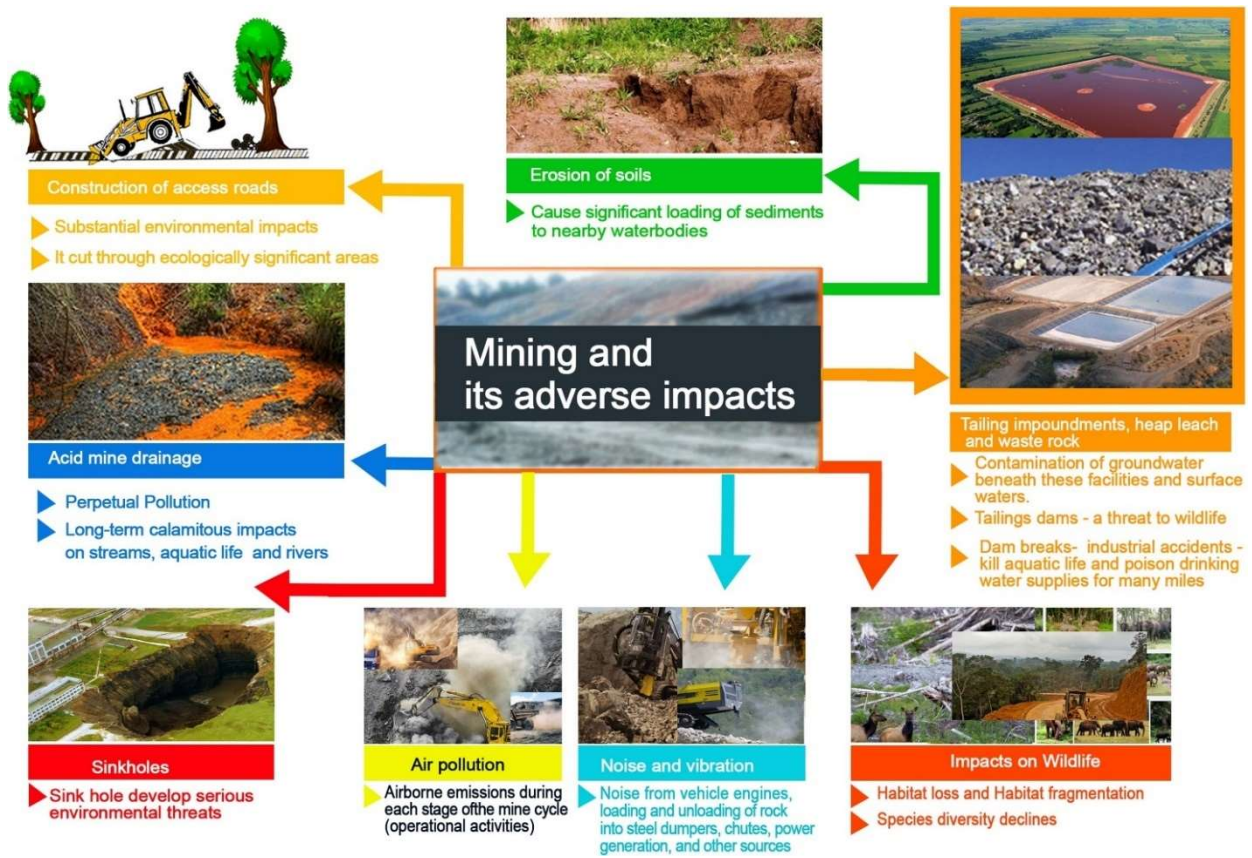 Construction of access roads
Substantial environmental impacts
It cut through ecologically significant areas
Erosion of soils
Cause significant loading of sediments
to nearby waterbodies
Mining and
its adverse impacts
Tailing impoundments, heap leach
and waste rock
Contamination of groundwater
beneath these facilities and surface
waters.
Tailings dams - a threat to wildlife
Dam breaks- industrial accidents -
kill aquatic life and poison drinking
water supplies for many miles
Acid mine drainage
Perpetual Pollution
Long-term calamitous impacts
on streams, aquatic life and rivers
Sinkholes
Sink hole develop serious
environmental threats
Air pollution
Airborne emissions during
each stage ofthe mine cycle
(operational activities)
Noise and vibration
Noise from vehicle engines,
loading and unloading of rock
into steel dumpers, chutes, power
generation, and other sources
Impacts on Wildlife
Habitat loss and Habitat fragmentation
Species diversity declines